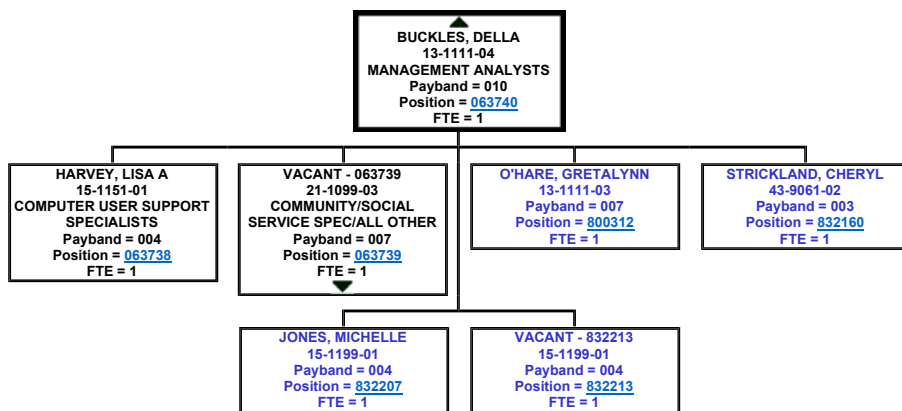 BUCKLES, DELLA
13-1111-04
MANAGEMENT ANALYSTS
Payband = 010
Position = 063740
FTE = 1
HARVEY, LISA A
15-1151-01
COMPUTER USER SUPPORT
SPECIALISTS
Payband = 004
Position = 063738
FTE = 1
VACANT - 063739
21-1099-03
COMMUNITY/SOCIAL
SERVICE SPEC/ALL OTHER
Payband = 007
Position = 063739
FTE = 1
O'HARE, GRETALYNN
13-1111-03
Payband = 007
Position = 800312
FTE = 1
STRICKLAND, CHERYL
43-9061-02
Payband = 003
Position = 832160
FTE = 1
JONES, MICHELLE
15-1199-01
Payband = 004
Position = 832207
FTE = 1
VACANT - 832213
15-1199-01
Payband = 004
Position = 832213
FTE = 1